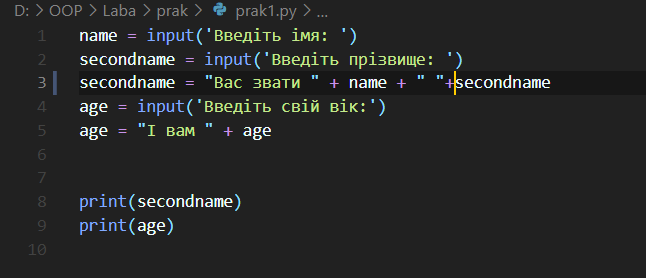 D: > OOP > Laba > prak > prak1.py > ...
1 name = input('Введіть імя: ')
2 secondname = input('Введіть прізвище: ')
3 secondname = "Вас звати " + name + " "+secondname
4 age = input('Введіть свій вік:')
5 age = "І вам " + age
6
7
8 print(secondname)
9 print(age)
10